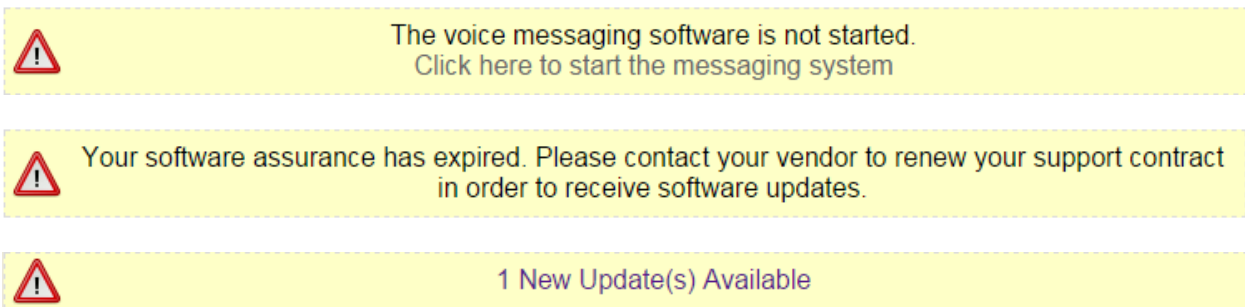 The voice messaging software is not started.
Click here to start the messaging system
Your software assurance has expired. Please contact your vendor to renew your support contract
in order to receive software updates.
1 New Update(s) Available